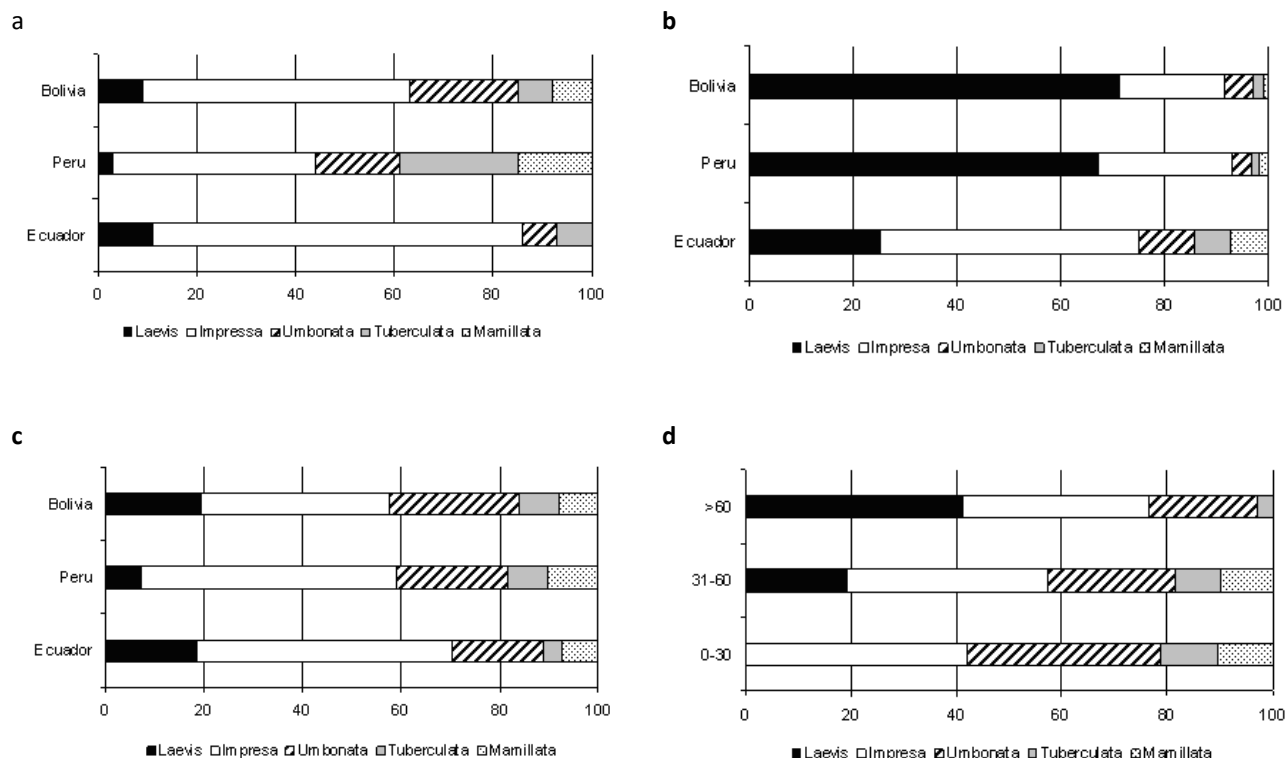 a
Bolivia
Peru
Ecuador
0 20 40 60 80 100
Laevis Impressa Umbonata Tuberculata Mamillata
b
Bolivia
Peru
Ecuador
0 20 40 60 80 100
Laevis Impresa Umbonata Tuberculata Mamillata
c
Bolivia
Peru
Ecuador
0 20 40 60 80 100
Laevis Impresa Umbonata Tuberculata Mamillata
d
>60
31-60
0-30
0 20 40 60 80 100
Laevis Impresa Umbonata Tuberculata Mamillata